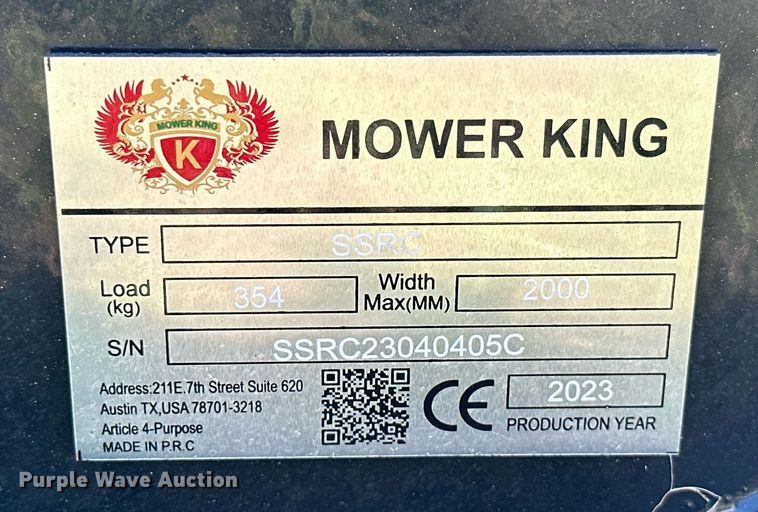 MOWER KING
K
MOWER KING
TYPE SSRC
Load (kg) 354 Width Max(MM) 2000
S/N SSRC23040405C
Address:211E.7th Street Suite 620
Austin TX,USA 78701-3218
Article 4-Purpose
MADE IN P.R.C
CE
2023
PRODUCTION YEAR
Purple Wave Auction